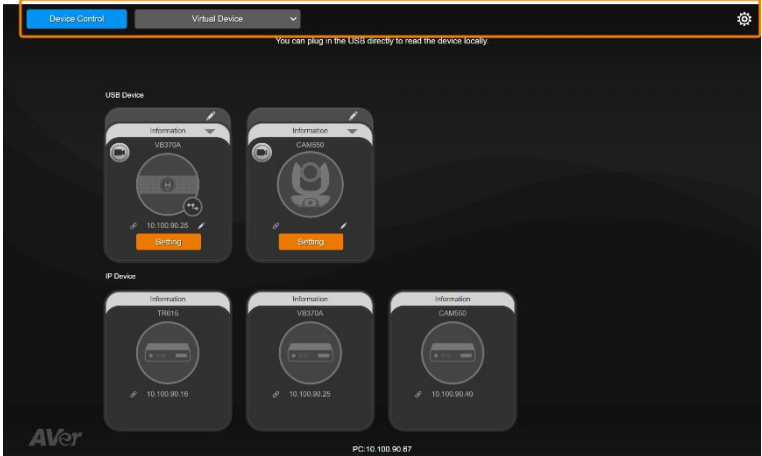 Device Control Virtual Device
You can plug in the USB directly to read the device locally.
USB Device
Information Information
VB370A CAM550
10.100.90.25
Setting Setting
IP Device
Information Information Information
TR615 VB370A CAM550
10.100.90.16 10.100.90.25 10.100.90.40
AVer
PC:10.100.90.67